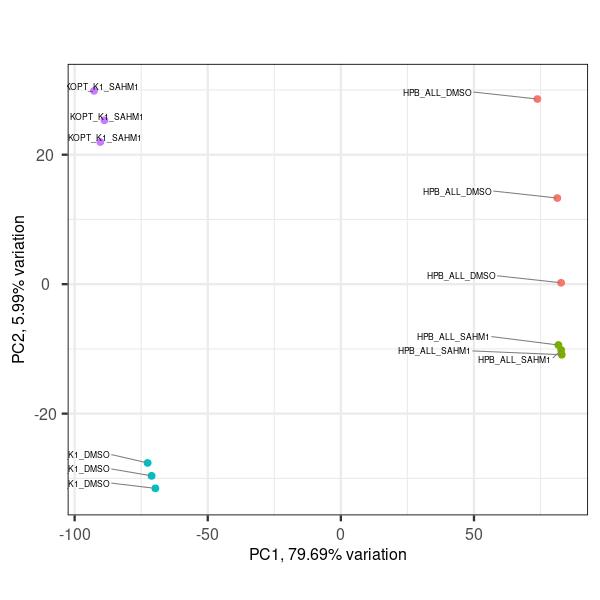 KOPT_K1_SAHM1
HPB_ALL_DMSO
KOPT_K1_SAHM1
KOPT_K1_SAHM1
20
HPB_ALL_DMSO
HPB_ALL_DMSO
0
HPB_ALL_SAHM1
HPB_ALL_SAHM1
HPB_ALL_SAHM1
-20
K1_DMSO
K1_DMSO
K1_DMSO
-100
-50
0
50
PC1, 79.69% variation
PC2, 5.99% variation